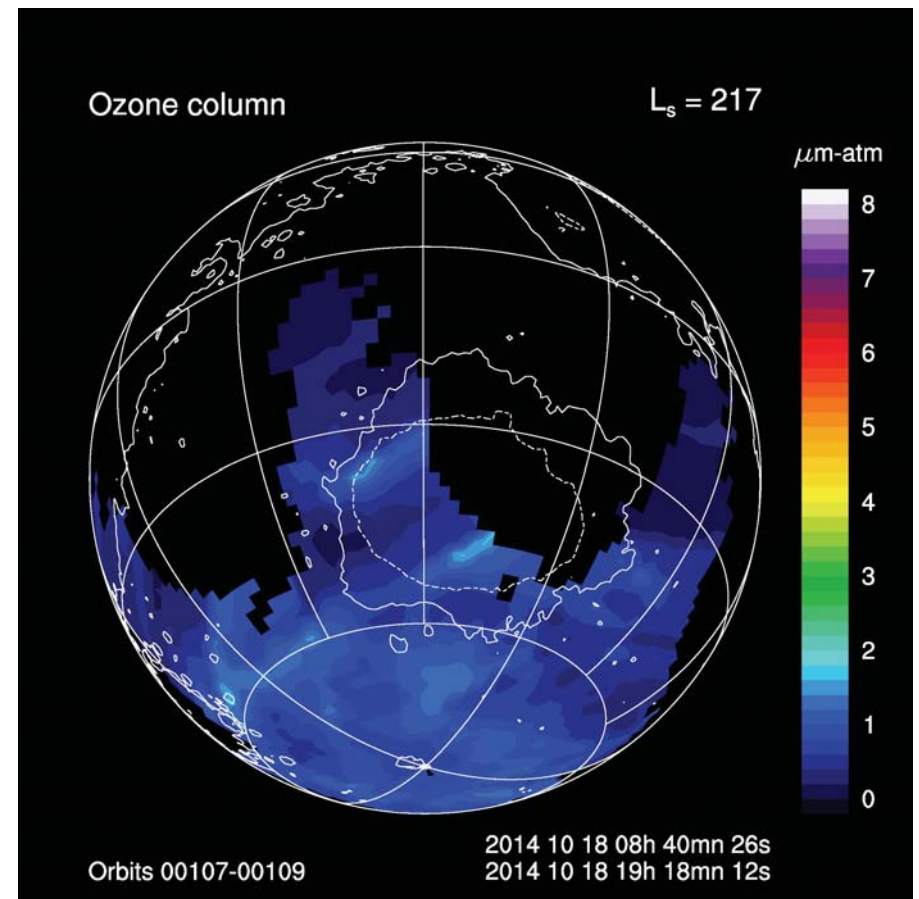 Ozone column
Ls = 217
μm-atm
8
7
6
5
4
3
2
1
0
2014 10 18 08h 40mn 26s
Orbits 00107-00109
2014 10 18 19h 18mn 12s